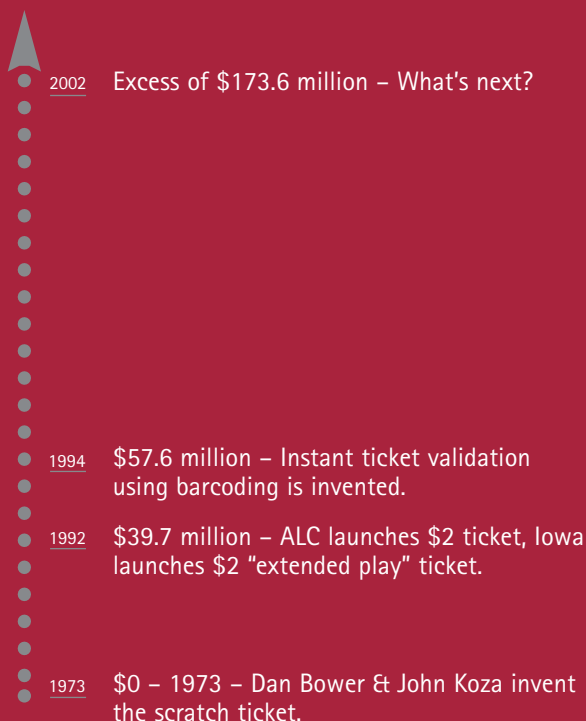 2002 Excess of $173.6 million – What's next?
1994 $57.6 million – Instant ticket validation
using barcoding is invented.
1992 $39.7 million – ALC launches $2 ticket, Iowa
launches $2 "extended play" ticket.
1973 $0 – 1973 – Dan Bower & John Koza invent
the scratch ticket.